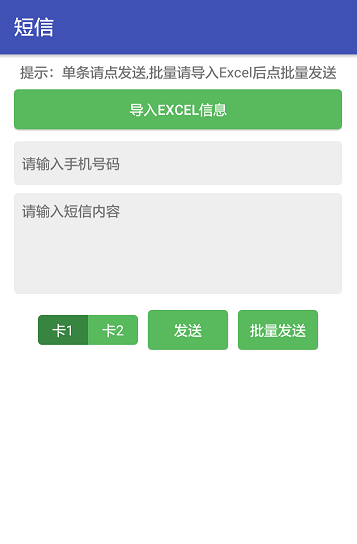 短信
提示：单条请点发送,批量请导入Excel后点批量发送
导入EXCEL信息
请输入手机号码
请输入短信内容
卡1 卡2 发送 批量发送